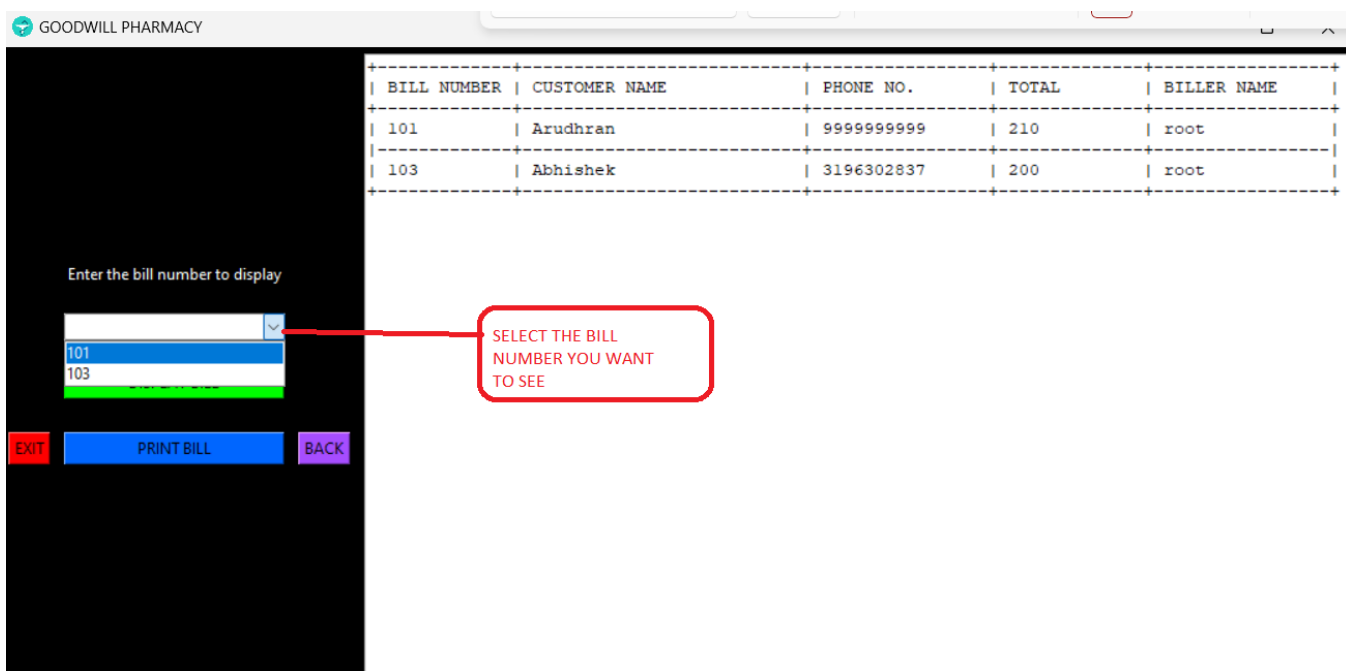 GOODWILL PHARMACY
| BILL NUMBER | CUSTOMER NAME | PHONE NO. | TOTAL | BILLER NAME |
| 101 | Arudhran | 9999999999 | 210 | root |
| 103 | Abhishek | 3196302837 | 200 | root |
Enter the bill number to display
101
103
SELECT THE BILL
NUMBER YOU WANT
TO SEE
EXIT
PRINT BILL
BACK